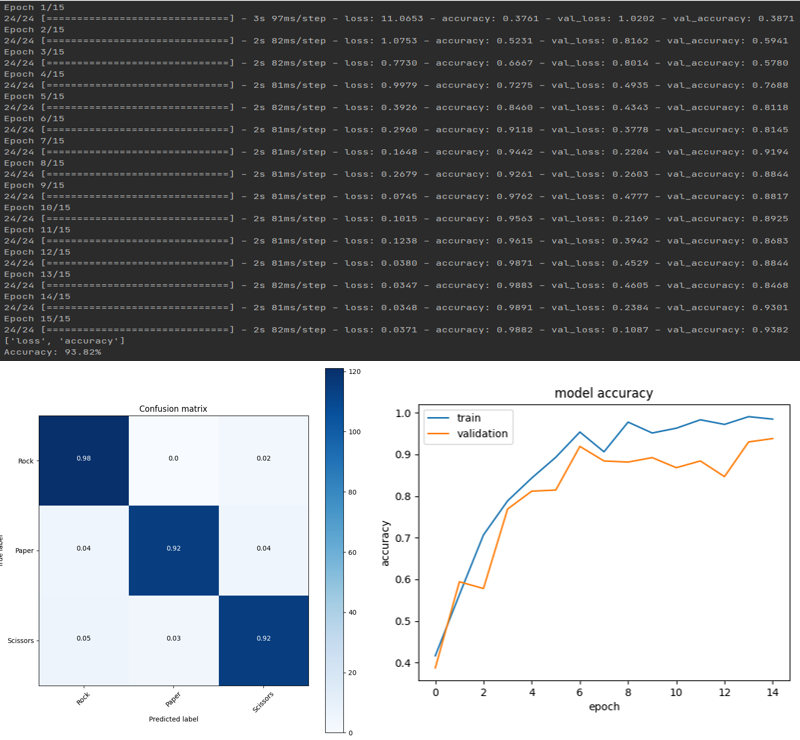 Epoch 1/15
24/24 [==============================] - 3s 97ms/step - loss: 11.0653 - accuracy: 0.3761 - val_loss: 1.0202 - val_accuracy: 0.3871
Epoch 2/15
24/24 [==============================] - 2s 82ms/step - loss: 1.0753 - accuracy: 0.5231 - val_loss: 0.8162 - val_accuracy: 0.5941
Epoch 3/15
24/24 [==============================] - 2s 82ms/step - loss: 0.7730 - accuracy: 0.6667 - val_loss: 0.8014 - val_accuracy: 0.5780
Epoch 4/15
24/24 [==============================] - 2s 81ms/step - loss: 0.9979 - accuracy: 0.7275 - val_loss: 0.4935 - val_accuracy: 0.7688
Epoch 5/15
24/24 [==============================] - 2s 82ms/step - loss: 0.3926 - accuracy: 0.8460 - val_loss: 0.4343 - val_accuracy: 0.8118
Epoch 6/15
24/24 [==============================] - 2s 81ms/step - loss: 0.2960 - accuracy: 0.9118 - val_loss: 0.3778 - val_accuracy: 0.8145
Epoch 7/15
24/24 [==============================] - 2s 81ms/step - loss: 0.1648 - accuracy: 0.9442 - val_loss: 0.2204 - val_accuracy: 0.9194
Epoch 8/15
24/24 [==============================] - 2s 81ms/step - loss: 0.2679 - accuracy: 0.9261 - val_loss: 0.2603 - val_accuracy: 0.8844
Epoch 9/15
24/24 [==============================] - 2s 81ms/step - loss: 0.0745 - accuracy: 0.9762 - val_loss: 0.4777 - val_accuracy: 0.8817
Epoch 10/15
24/24 [==============================] - 2s 82ms/step - loss: 0.1015 - accuracy: 0.9563 - val_loss: 0.2169 - val_accuracy: 0.8925
Epoch 11/15
24/24 [==============================] - 2s 81ms/step - loss: 0.1238 - accuracy: 0.9615 - val_loss: 0.3942 - val_accuracy: 0.8683
Epoch 12/15
24/24 [==============================] - 2s 81ms/step - loss: 0.0380 - accuracy: 0.9871 - val_loss: 0.4529 - val_accuracy: 0.8844
Epoch 13/15
24/24 [==============================] - 2s 81ms/step - loss: 0.0347 - accuracy: 0.9883 - val_loss: 0.4605 - val_accuracy: 0.8468
Epoch 14/15
24/24 [==============================] - 2s 81ms/step - loss: 0.0348 - accuracy: 0.9891 - val_loss: 0.2384 - val_accuracy: 0.9301
Epoch 15/15
24/24 [==============================] - 2s 82ms/step - loss: 0.0371 - accuracy: 0.9882 - val_loss: 0.1087 - val_accuracy: 0.9382
['loss', 'accuracy']
Accuracy: 93.82%
Confusion matrix
Rock 0.98 0.0 0.02
Paper 0.04 0.92 0.04
Scissors 0.05 0.03 0.92
Rock Paper Scissors
Predicted label
120
100
80
60
40
20
0
model accuracy
train
validation
accuracy
1.0
0.9
0.8
0.7
0.6
0.5
0.4
0 2 4 6 8 10 12 14
epoch